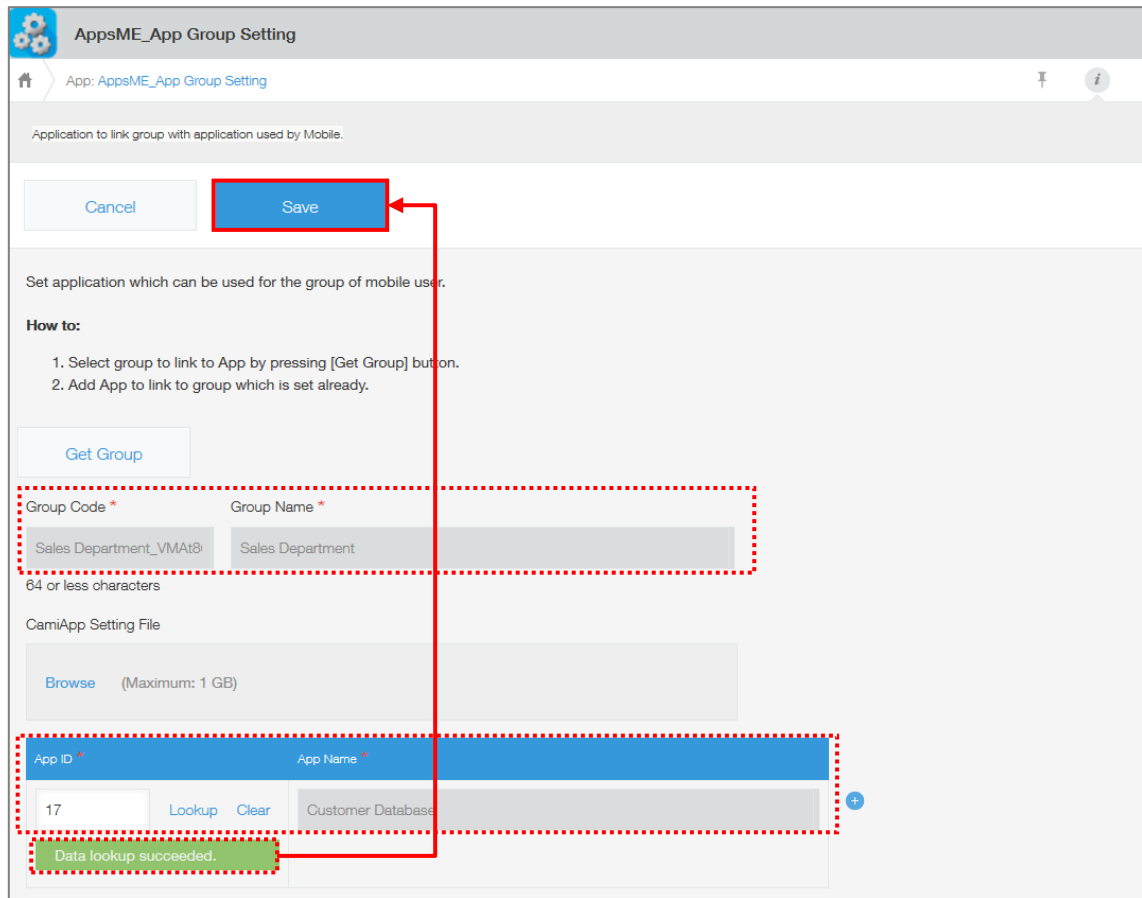 AppsME_App Group Setting
App: AppsME_App Group Setting
Application to link group with application used by Mobile.
Cancel
Save
Set application which can be used for the group of mobile user.
How to:
1. Select group to link to App by pressing [Get Group] button.
2. Add App to link to group which is set already.
Get Group
Group Code * Group Name *
Sales Department_VMAt8 Sales Department
64 or less characters
CamiApp Setting File
Browse (Maximum: 1 GB)
App ID * App Name *
17 Lookup Clear Customer Database
Data lookup succeeded.